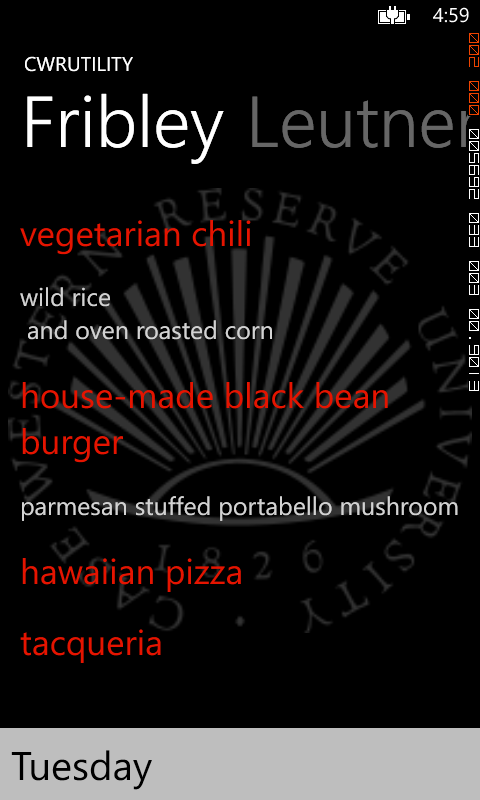 4:59
CWRUTILITY
Fribley Leutner
vegetarian chili
wild rice
and oven roasted corn
house-made black bean
burger
parmesan stuffed portabello mushroom
hawaiian pizza
tacqueria
Tuesday
CASE WESTERN RESERVE UNIVERSITY
1826